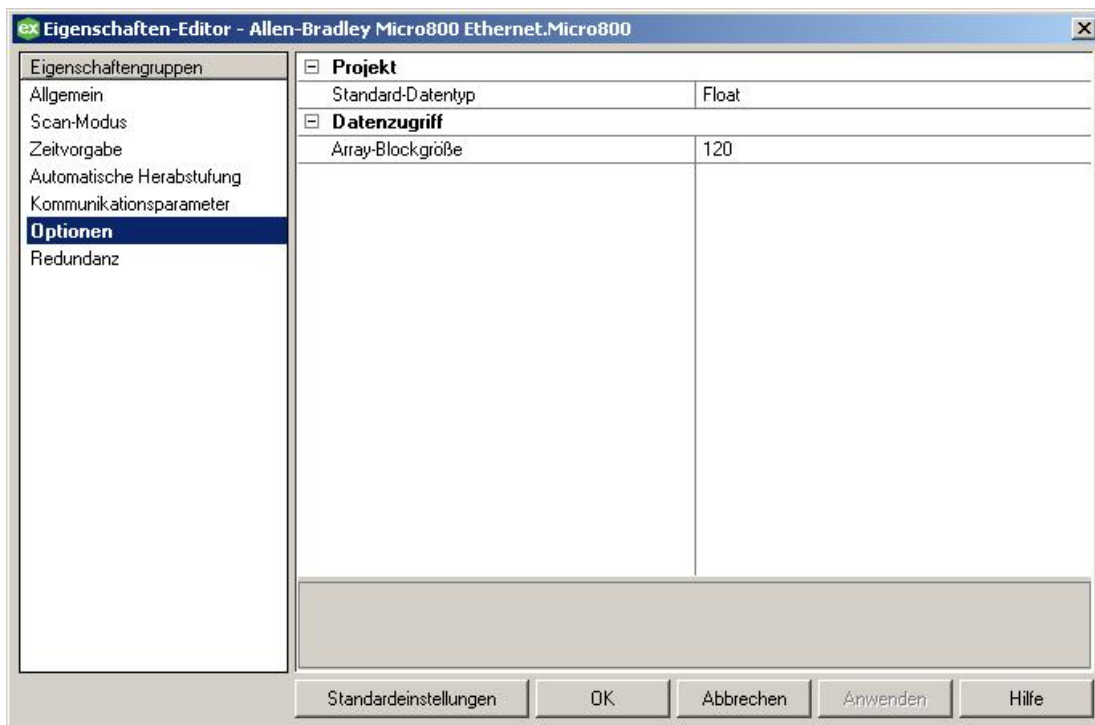 ex Eigenschaften-Editor - Allen-Bradley Micro800 Ethernet.Micro800
Eigenschaftengruppen
Allgemein
Scan-Modus
Zeitvorgabe
Automatische Herabstufung
Kommunikationsparameter
Optionen
Redundanz
Projekt
Standard-Datentyp Float
Datenzugriff
Array-Blockgröße 120
Standardeinstellungen OK Abbrechen Anwenden Hilfe